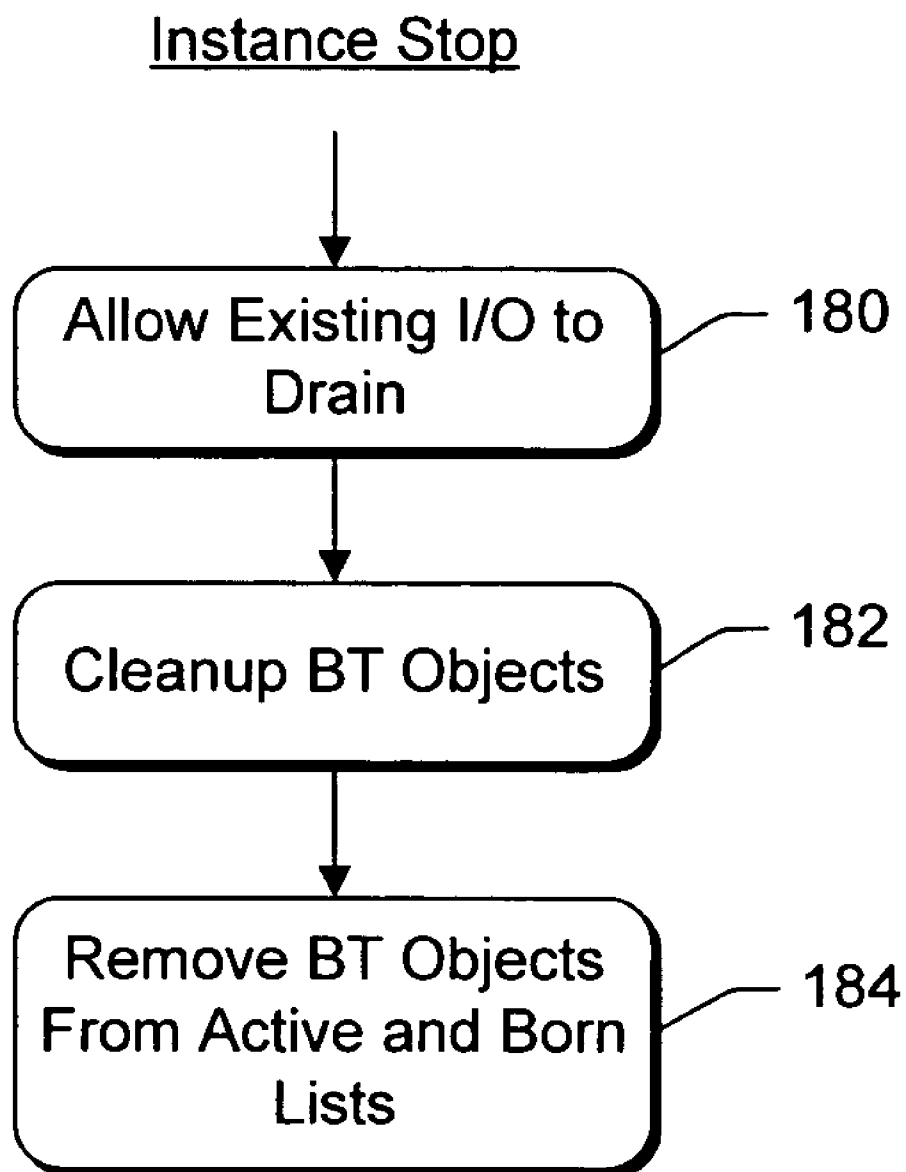 Instance Stop
Allow Existing I/O to
Drain
180
Cleanup BT Objects
182
Remove BT Objects
From Active and Born
Lists
184